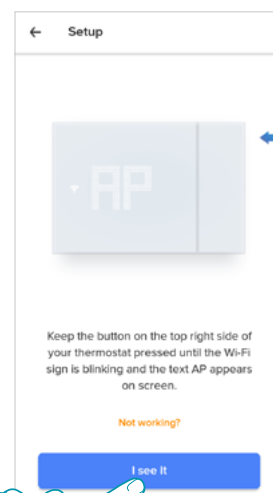 Setup
AP
Keep the button on the top right side of
your thermostat pressed until the Wi-Fi
sign is blinking and the text AP appears
on screen.
Not working?
I see It